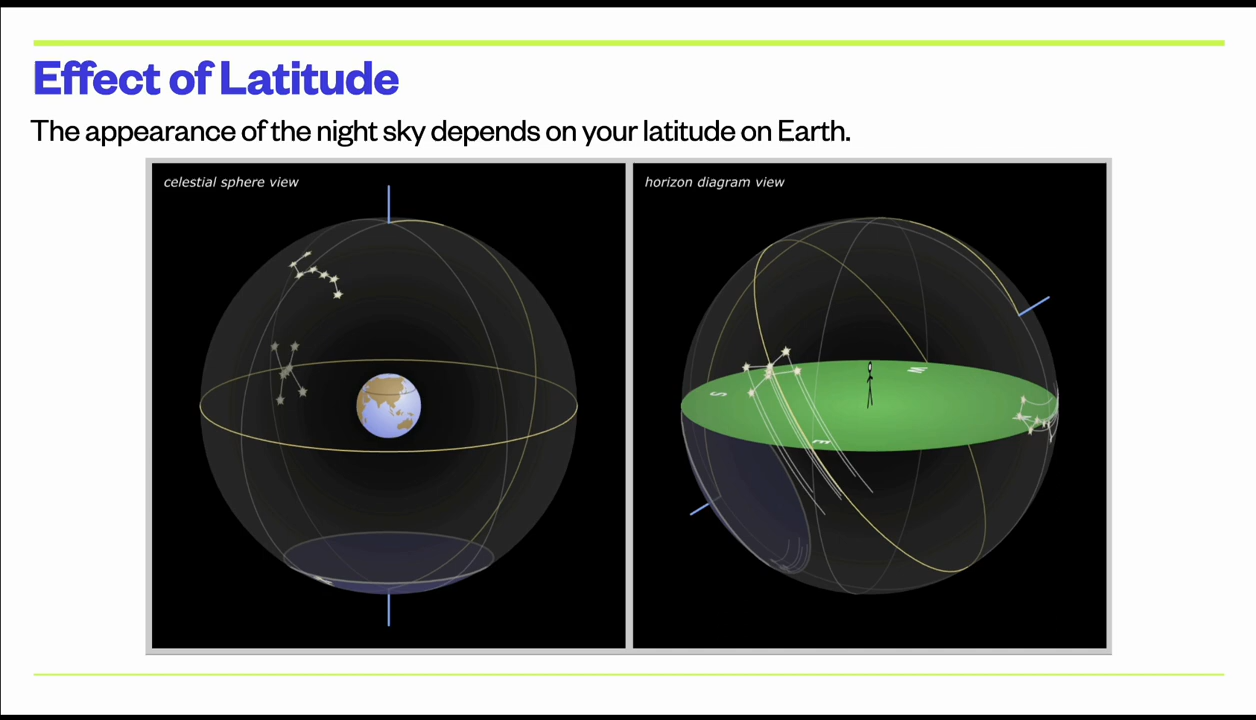 Effect of Latitude
The appearance of the night sky depends on your latitude on Earth.
celestial sphere view
horizon diagram view
W
S
E